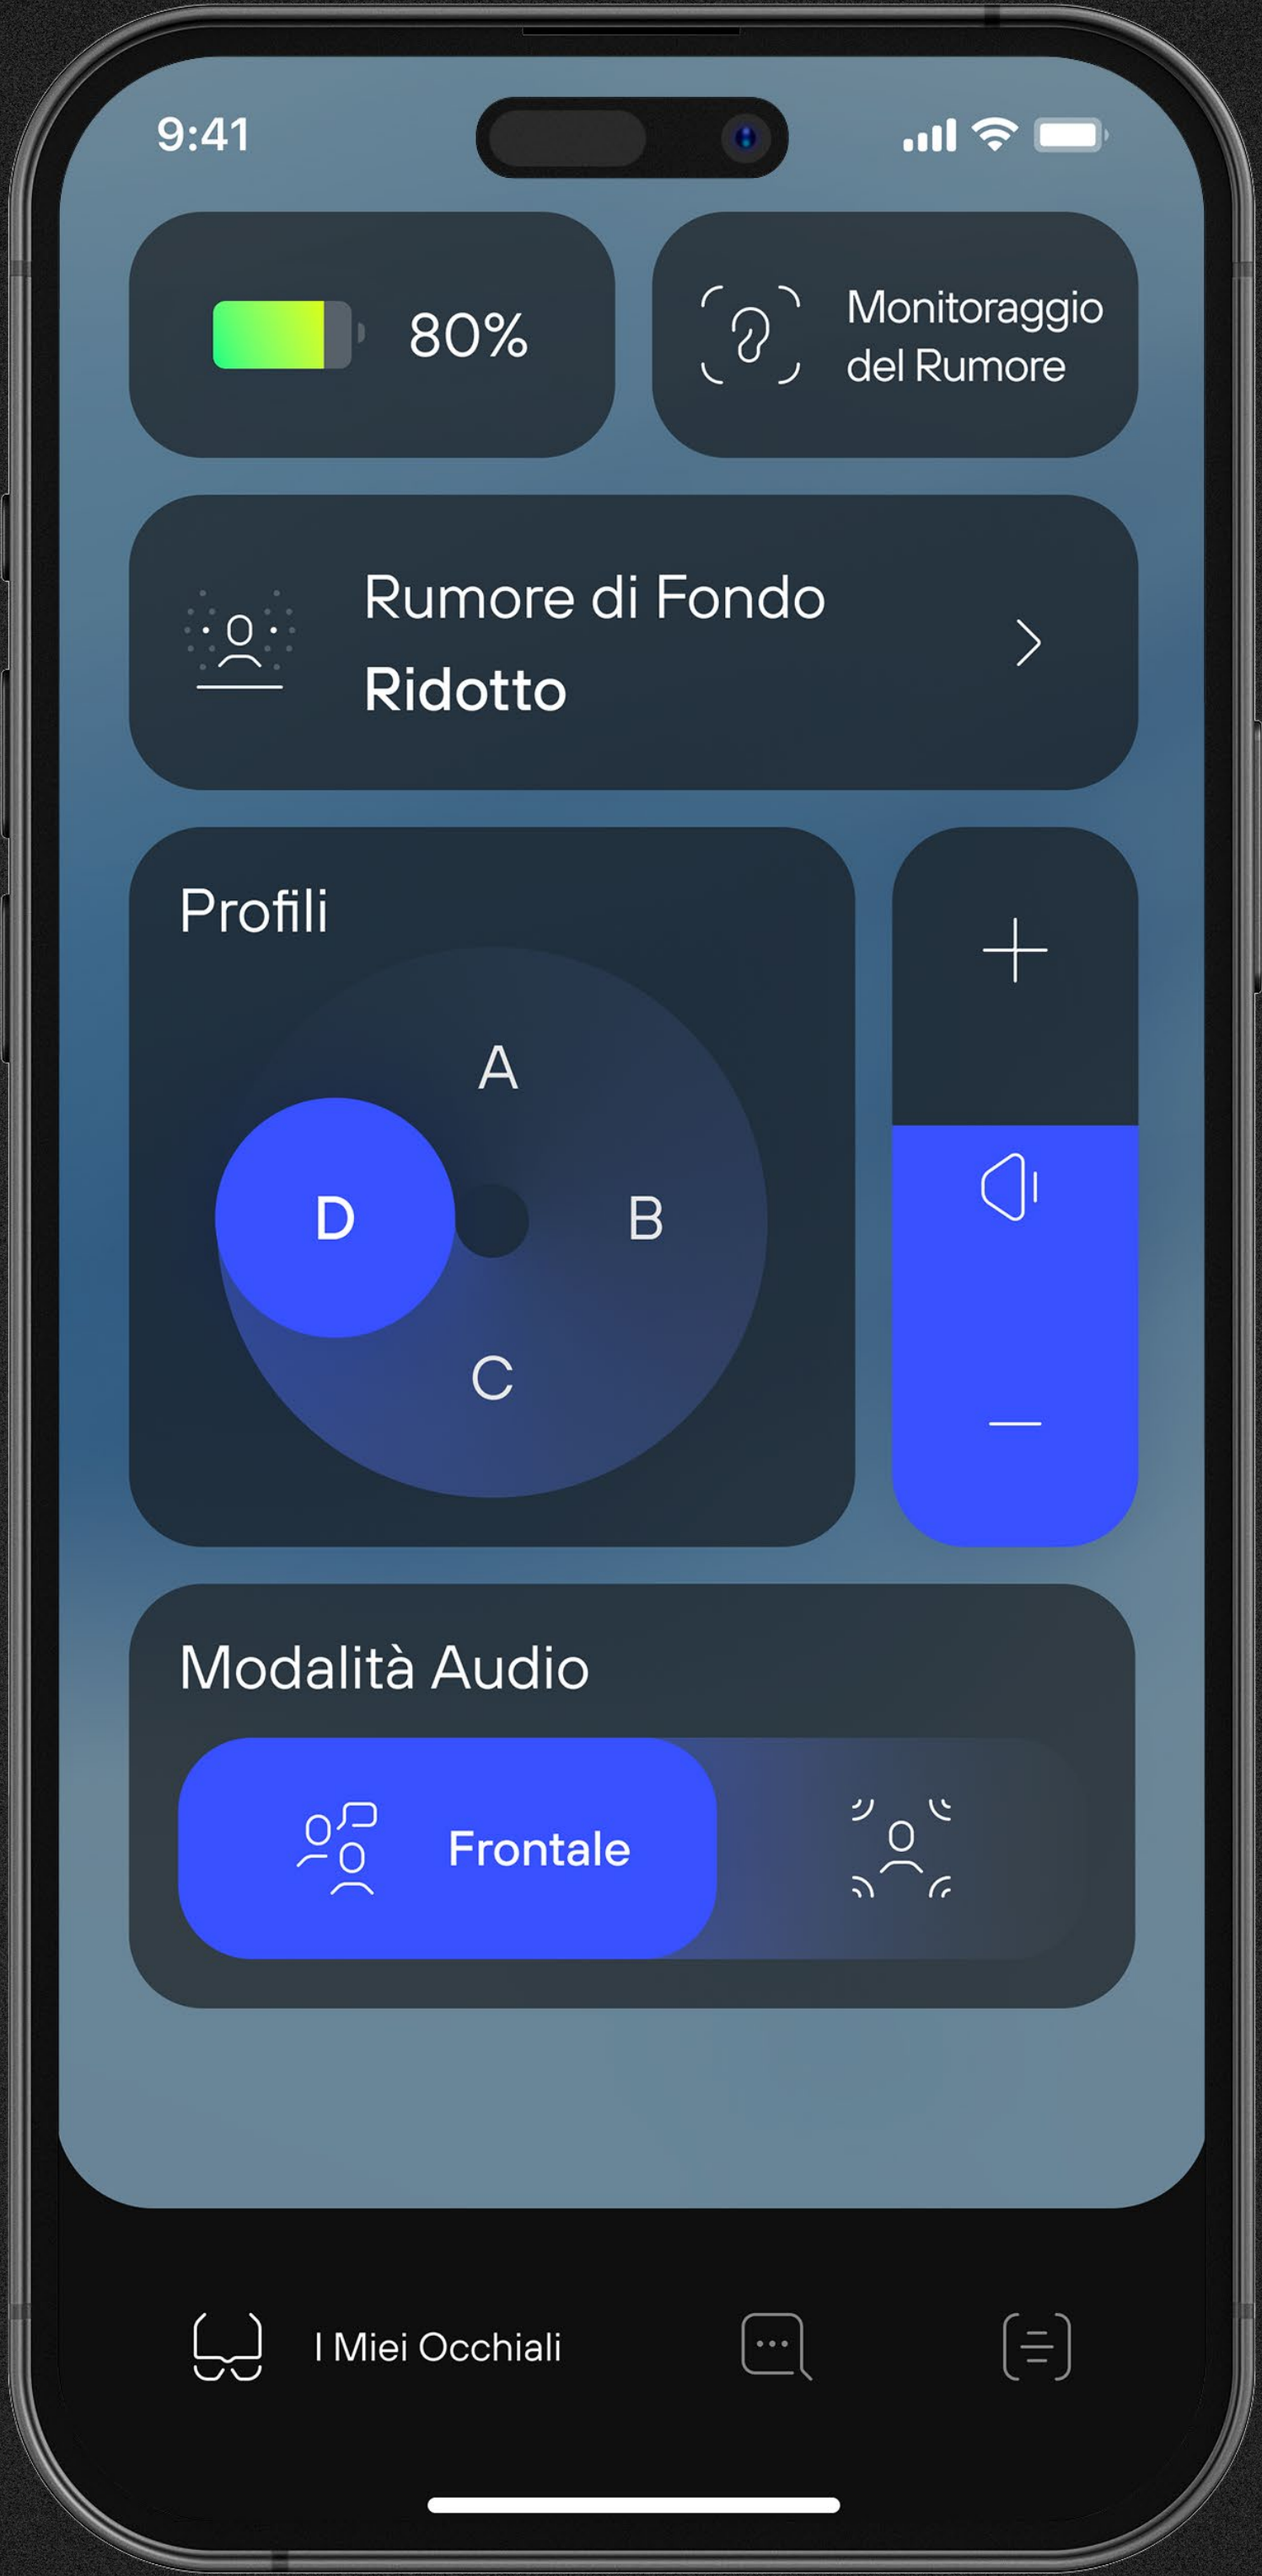 9:41
80%
Monitoraggio
del Rumore
Rumore di Fondo
Ridotto
Profili
A
D
B
C
Modalità Audio
Frontale
I Miei Occhiali